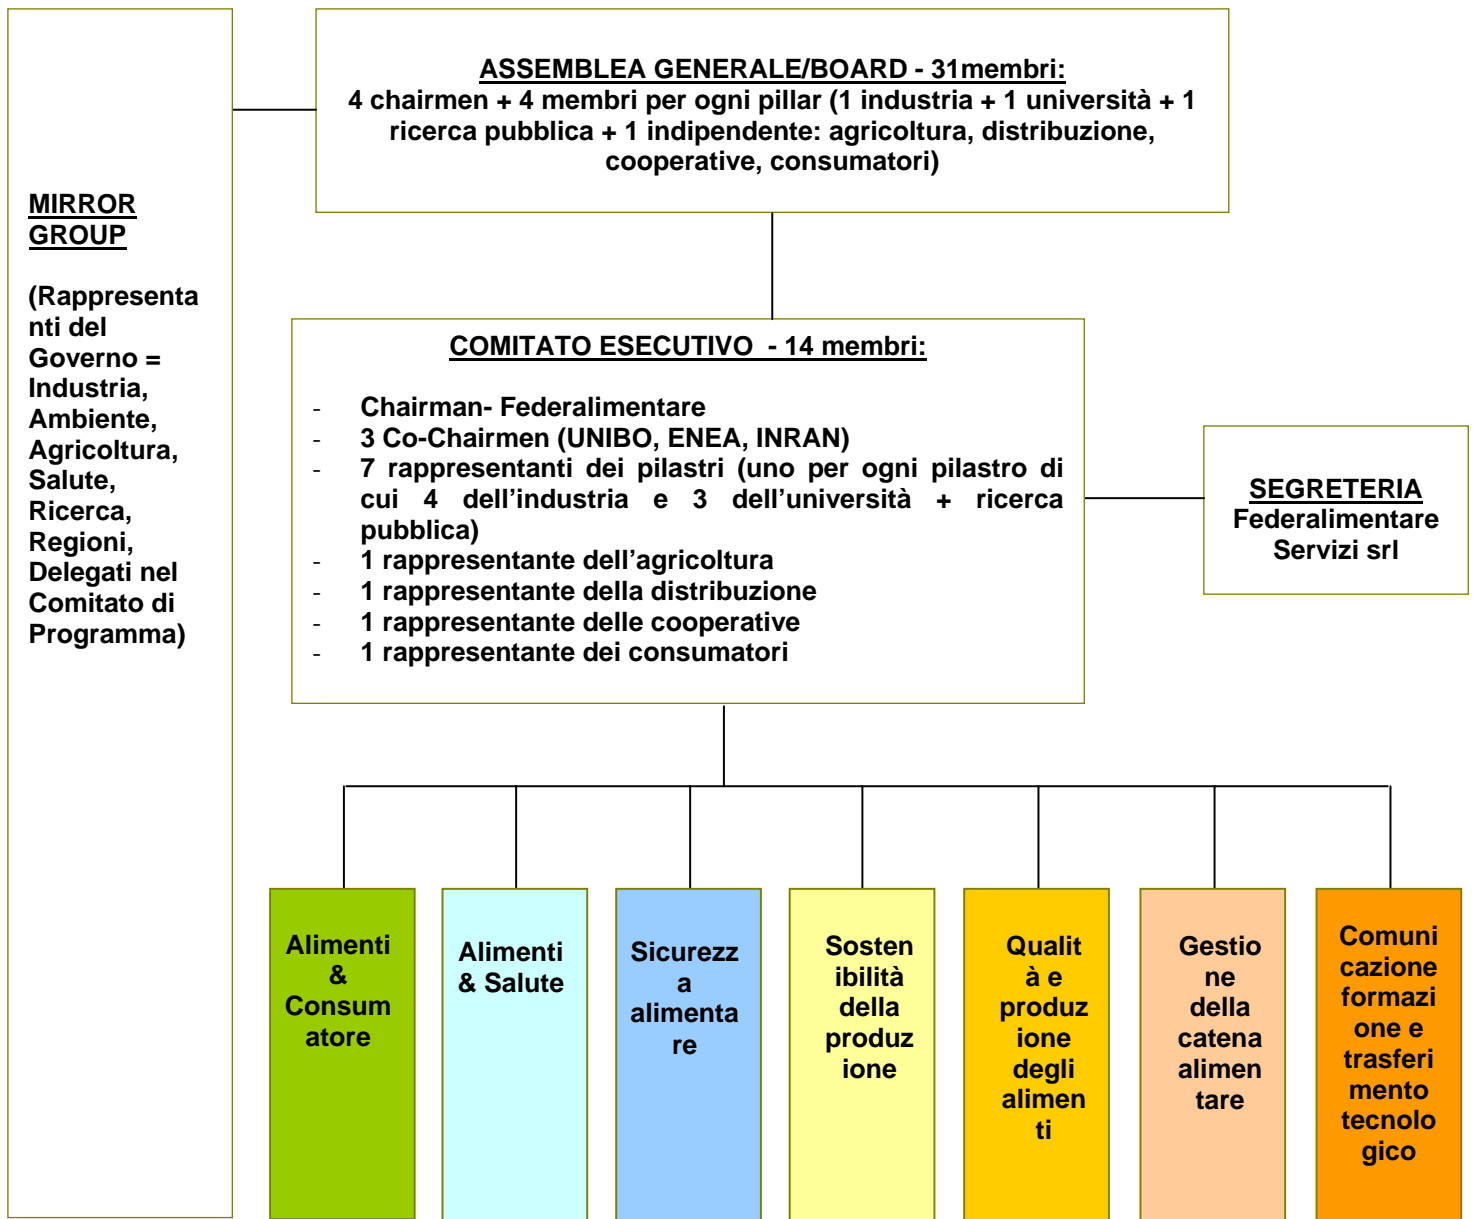 ASSEMBLEA GENERALE/BOARD - 31membri:
4 chairmen + 4 membri per ogni pillar (1 industria + 1 università + 1
ricerca pubblica + 1 indipendente: agricoltura, distribuzione,
cooperative, consumatori)
MIRROR
GROUP
(Rappresenta
nti del
Governo =
Industria,
Ambiente,
Agricoltura,
Salute,
Ricerca,
Regioni,
Delegati nel
Comitato di
Programma)
COMITATO ESECUTIVO - 14 membri:
- Chairman- Federalimentare
- 3 Co-Chairmen (UNIBO, ENEA, INRAN)
- 7 rappresentanti dei pilastri (uno per ogni pilastro di
cui 4 dell’industria e 3 dell’università + ricerca
pubblica)
- 1 rappresentante dell’agricoltura
- 1 rappresentante della distribuzione
- 1 rappresentante delle cooperative
- 1 rappresentante dei consumatori
SEGRETERIA
Federalimentare
Servizi srl
Alimenti
&
Consum
atore
Alimenti
& Salute
Sicurezz
a
alimenta
re
Sosten
ibilità
della
produz
ione
Qualit
à e
produz
ione
degli
alimen
ti
Gestio
ne
della
catena
alimen
tare
Comuni
cazione
formazi
one e
trasferi
mento
tecnolo
gico